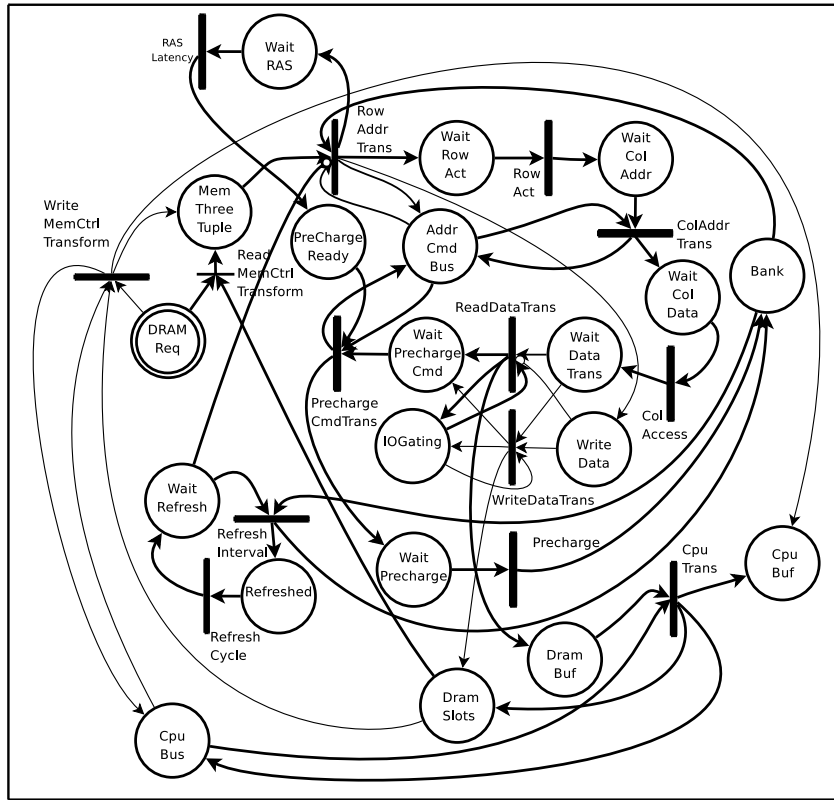 RAS
Latency
Wait
RAS
Row
Addr
Trans
Wait
Row
Act
Row
Act
Wait
Col
Addr
Mem
Three
Tuple
Write
MemCtrl
Transform
PreCharge
Ready
Addr
Cmd
Bus
ColAddr
Trans
Read
MemCtrl
Transform
Wait
Col
Data
Bank
DRAM
Req
ReadDataTrans
Wait
Precharge
Cmd
Wait
Data
Trans
Precharge
CmdTrans
Col
Access
IOGating
Write
Data
WriteDataTrans
Wait
Refresh
Refresh
Interval
Precharge
Wait
Precharge
Cpu
Trans
Cpu
Buf
Refreshed
Refresh
Cycle
Dram
Buf
Dram
Slots
Cpu
Bus